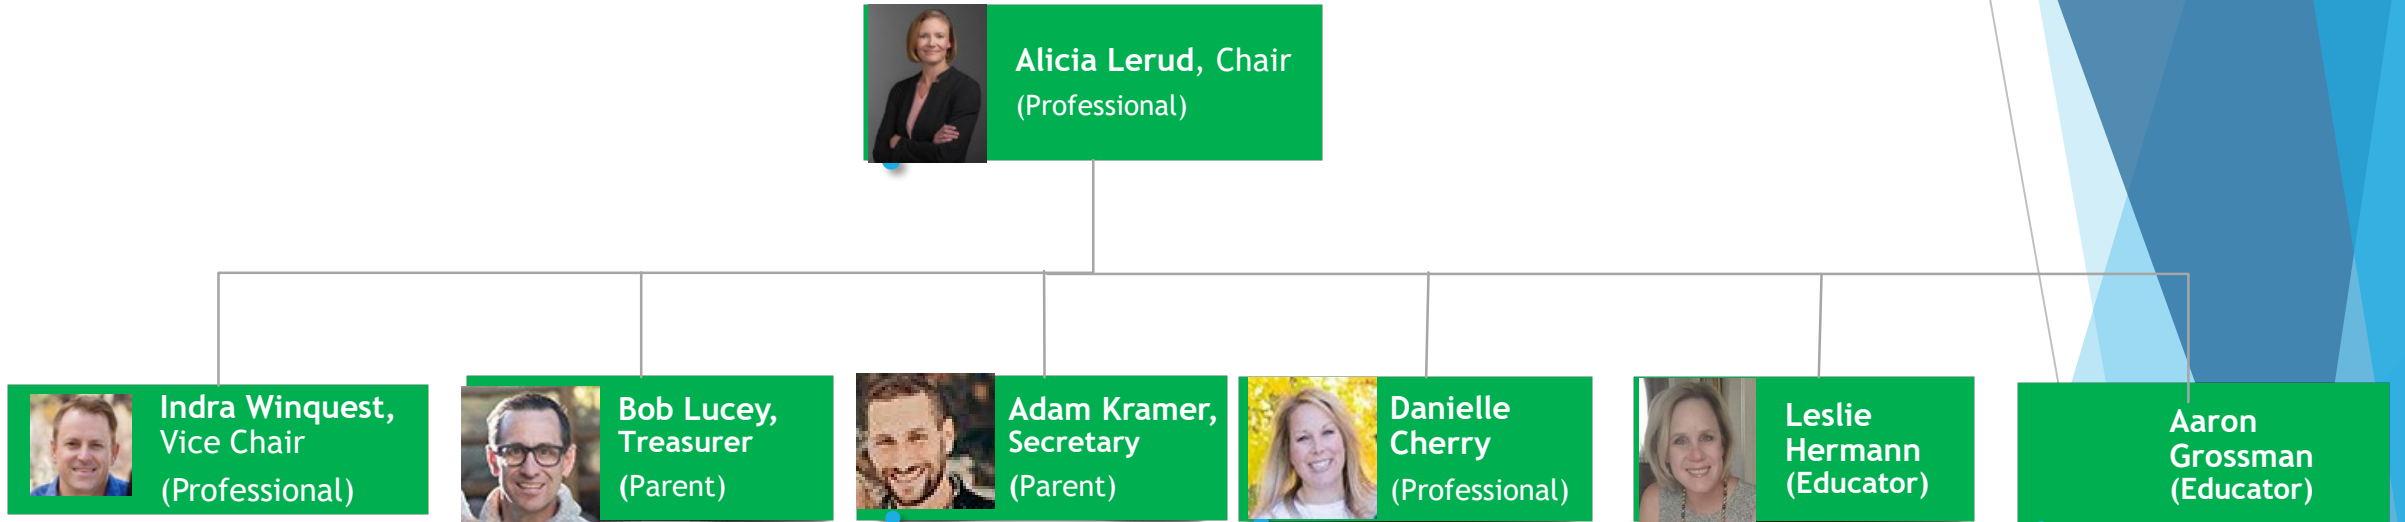 Alicia Lerud, Chair
(Professional)
Indra Winquest,
Vice Chair
(Professional)
Bob Lucey,
Treasurer
(Parent)
Adam Kramer,
Secretary
(Parent)
Danielle
Cherry
(Professional)
Leslie
Hermann
(Educator)
Aaron
Grossman
(Educator)